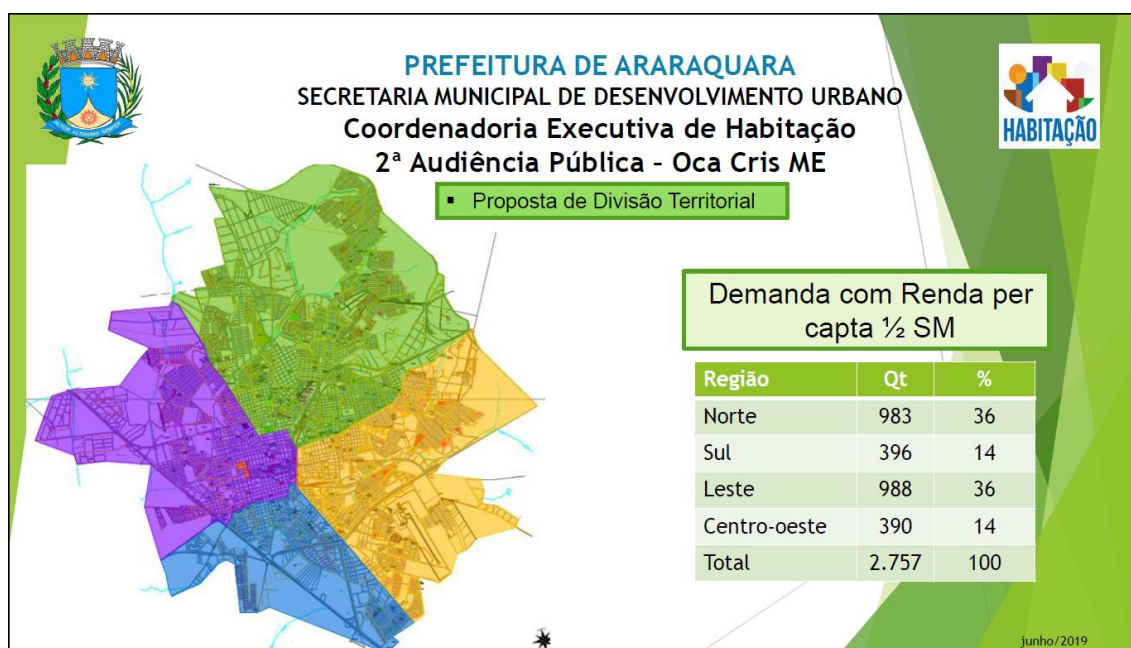 PREFEITURA DE ARARAQUARA
SECRETARIA MUNICIPAL DE DESENVOLVIMENTO URBANO
Coordenadoria Executiva de Habitação
2ª Audiência Pública - Oca Cris ME
▪ Proposta de Divisão Territorial
HABITAÇÃO
Demanda com Renda per
capta ½ SM
Região Qt %
Norte 983 36
Sul 396 14
Leste 988 36
Centro-oeste 390 14
Total 2.757 100
junho/2019